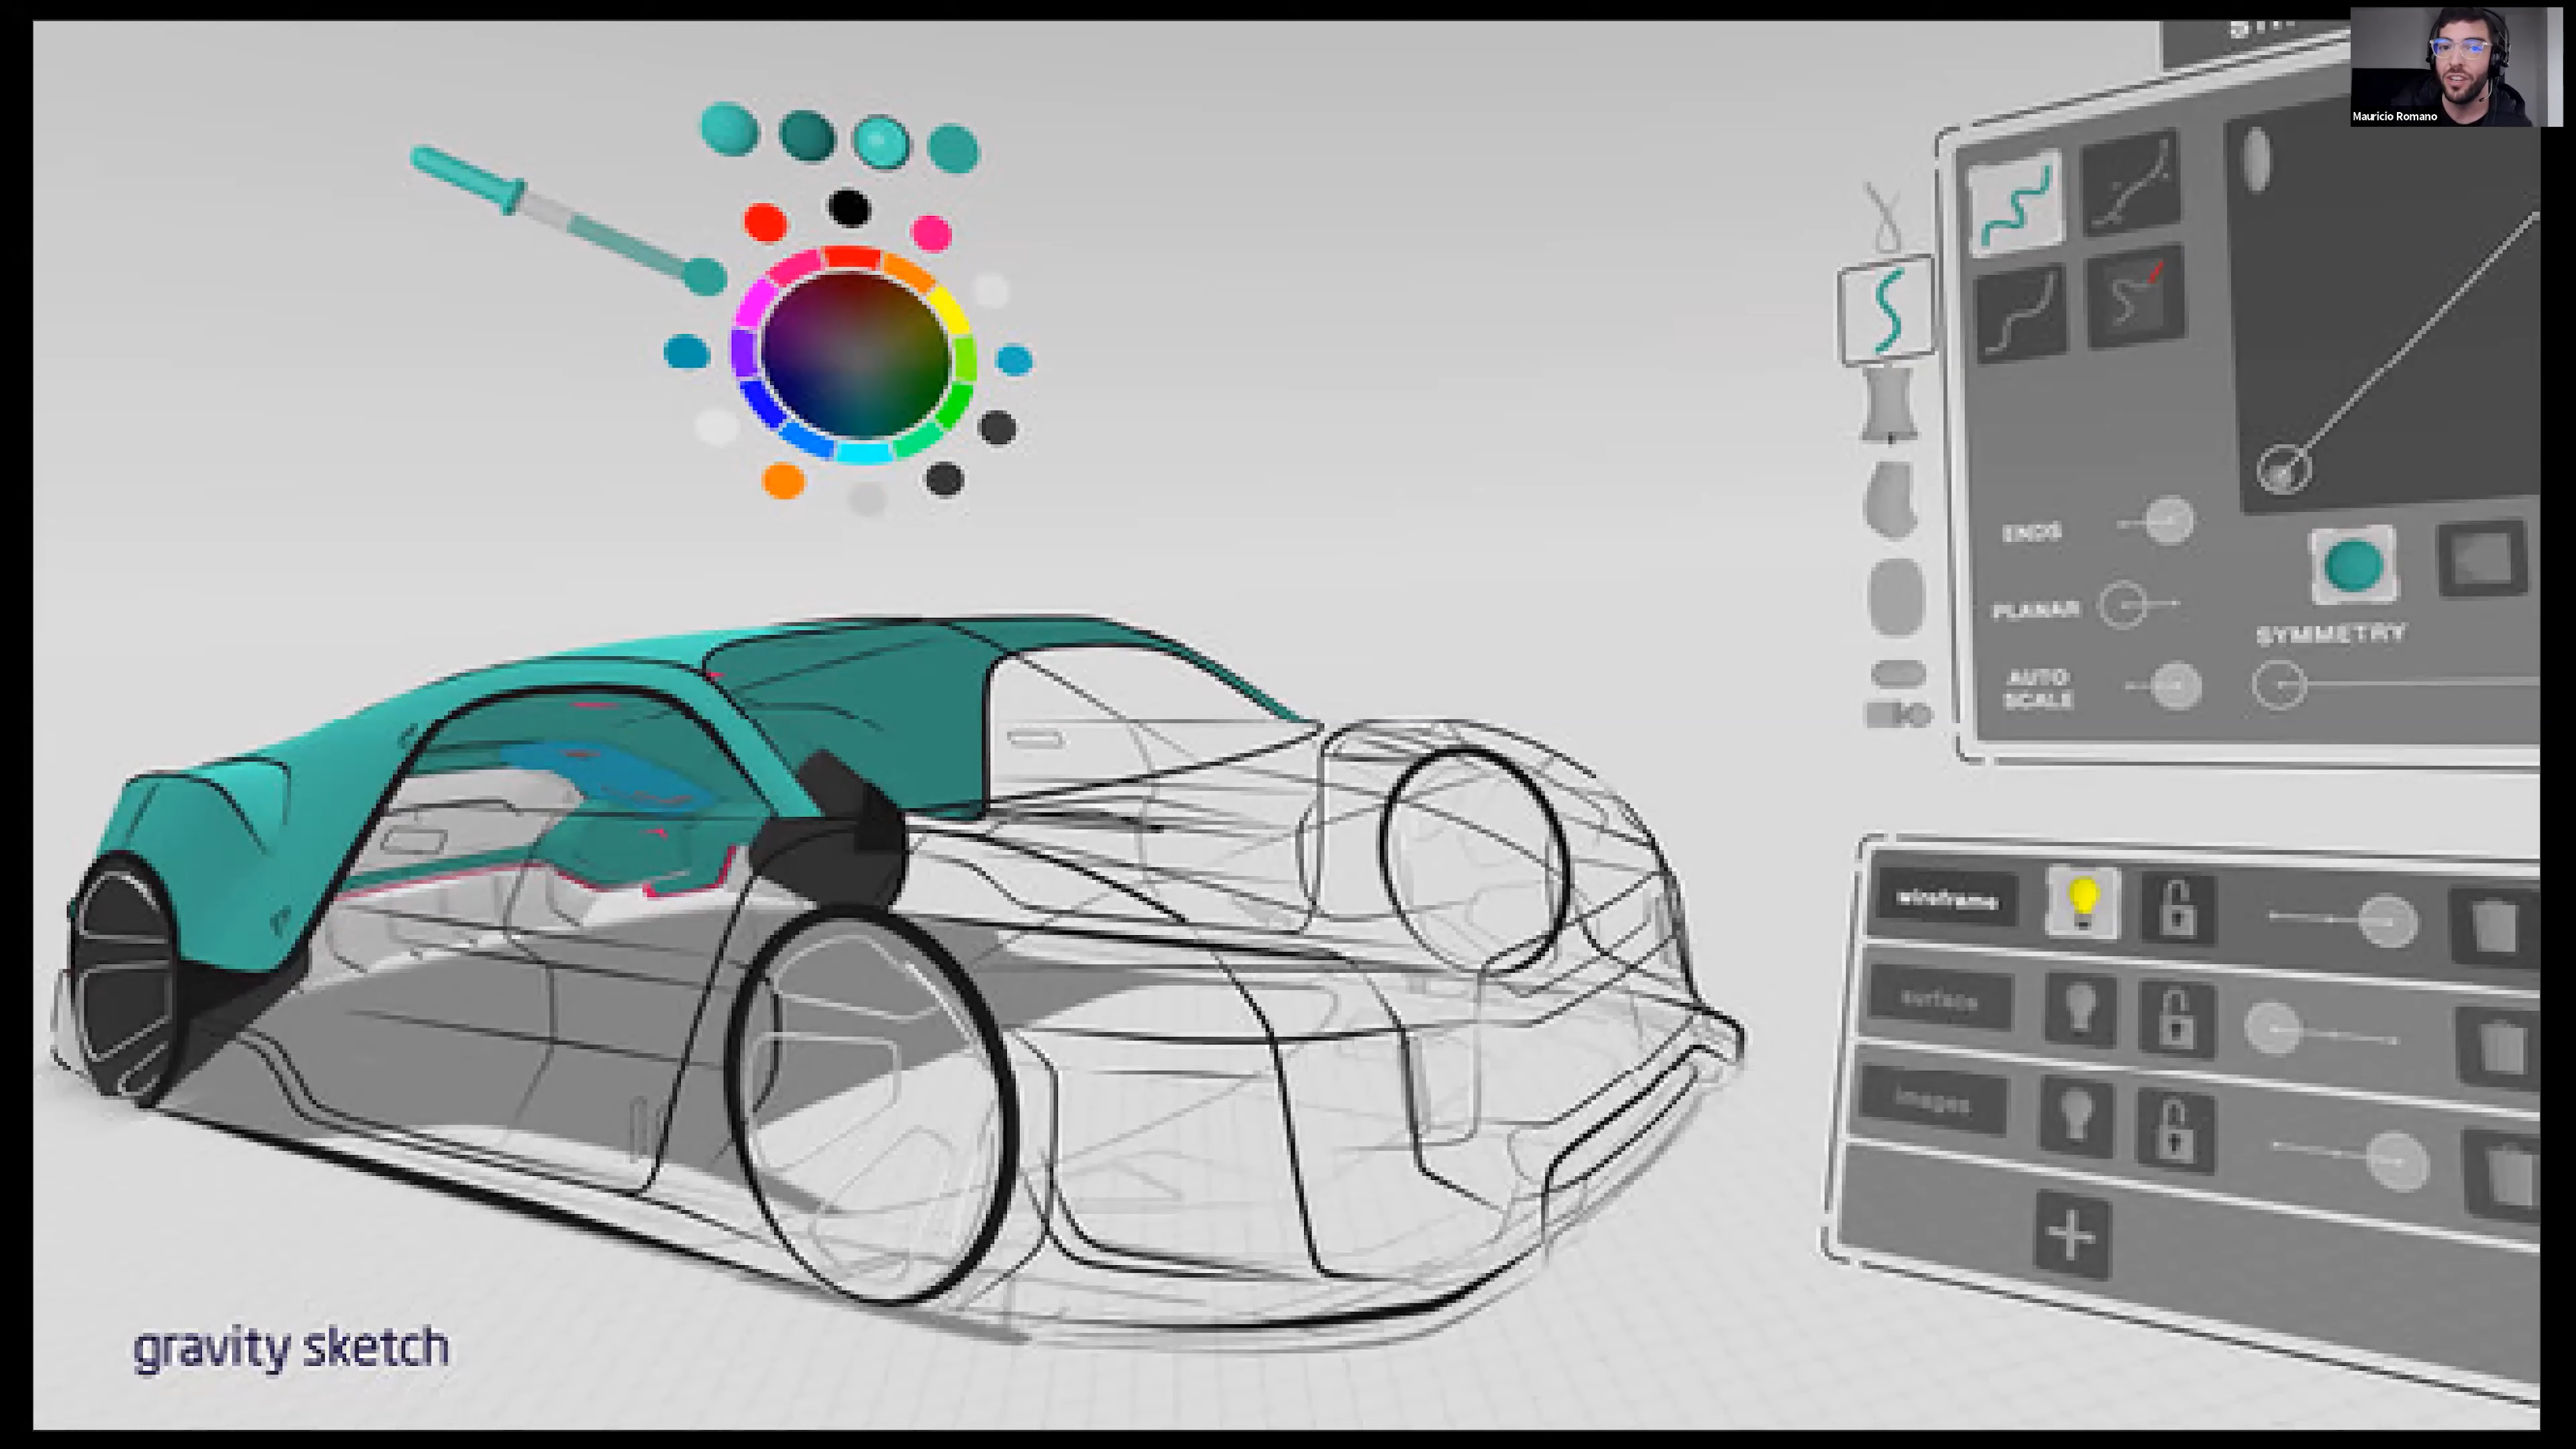 Mauricio Romano
ENDS
PLANAR
SYMMETRY
AUTO
SCALE
wireframe
surface
images
gravity sketch